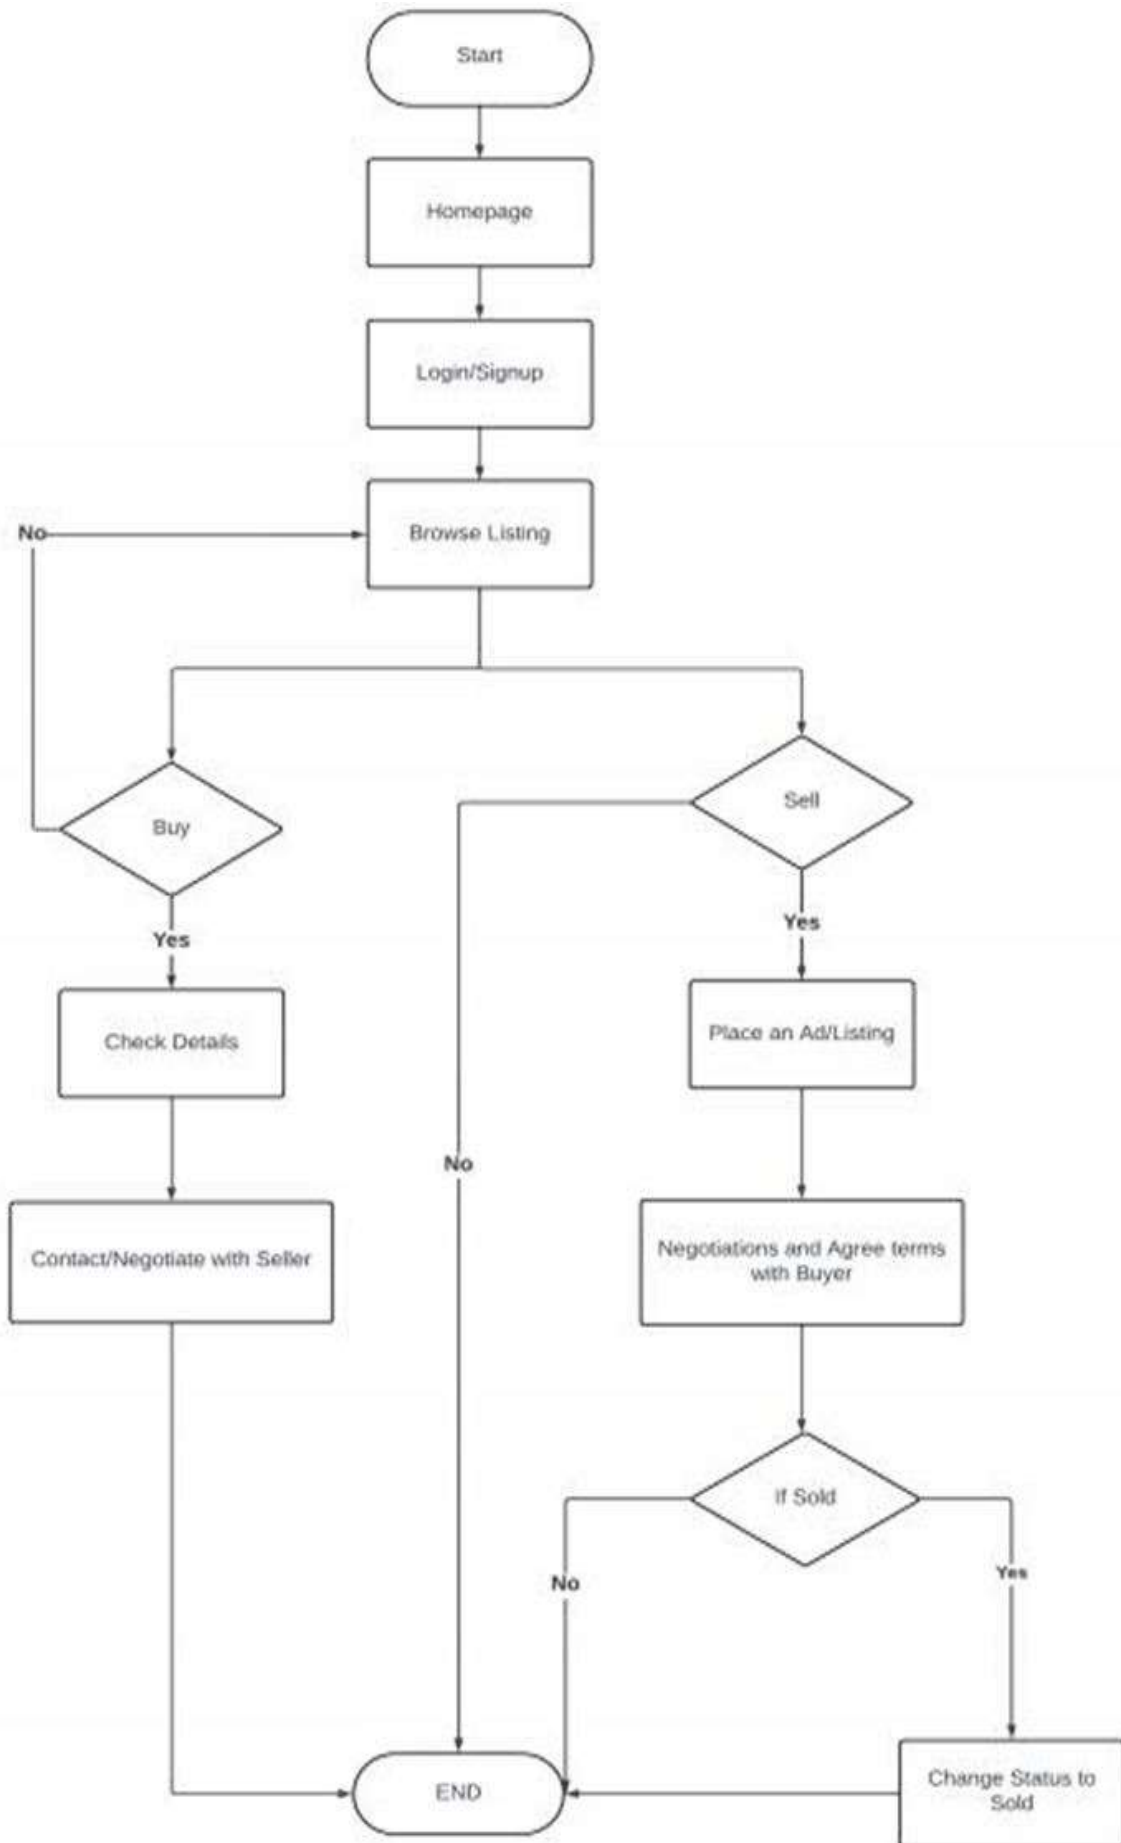 Start
Homepage
Login/Signup
No
Browse Listing
Buy
Sell
Yes
Yes
Check Details
Place an Ad/Listing
No
Contact/Negotiate with Seller
Negotiations and Agree terms
with Buyer
If Sold
No
Yes
END
Change Status to
Sold